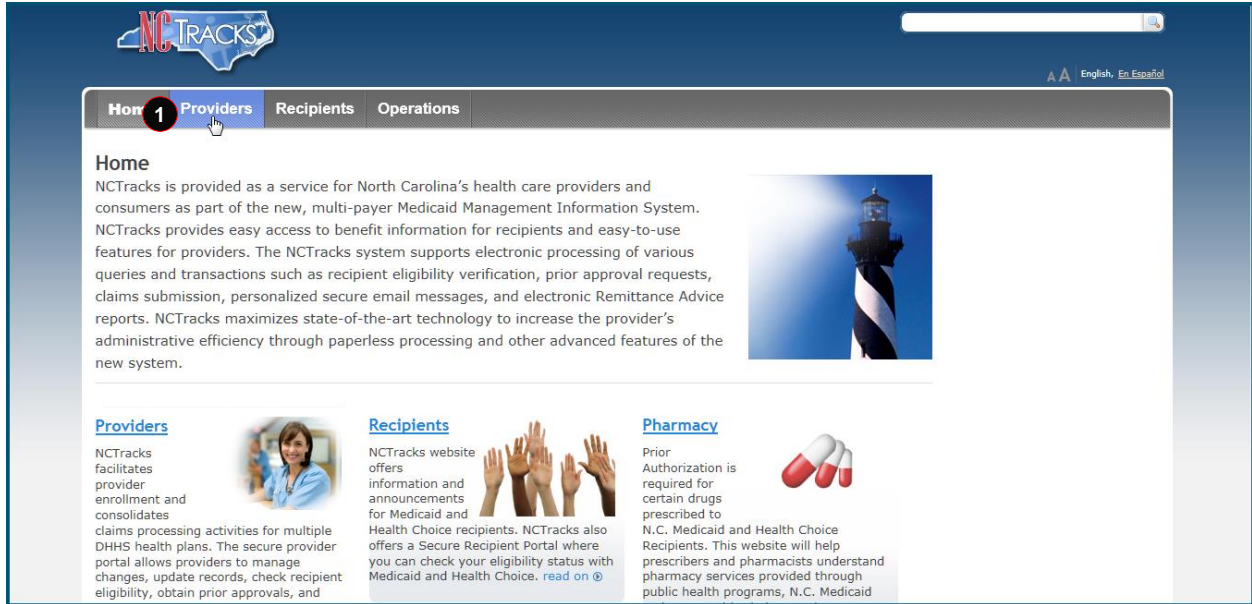 NCTRACKS
A A English, En Español
Hom 1 Providers Recipients Operations
Home
NCTracks is provided as a service for North Carolina’s health care providers and
consumers as part of the new, multi-payer Medicaid Management Information System.
NCTracks provides easy access to benefit information for recipients and easy-to-use
features for providers. The NCTracks system supports electronic processing of various
queries and transactions such as recipient eligibility verification, prior approval requests,
claims submission, personalized secure email messages, and electronic Remittance Advice
reports. NCTracks maximizes state-of-the-art technology to increase the provider’s
administrative efficiency through paperless processing and other advanced features of the
new system.
Providers
NCTracks
facilitates
provider
enrollment and
consolidates
claims processing activities for multiple
DHHS health plans. The secure provider
portal allows providers to manage
changes, update records, check recipient
eligibility, obtain prior approvals, and
Recipients
NCTracks website
offers
information and
announcements
for Medicaid and
Health Choice recipients. NCTracks also
offers a Secure Recipient Portal where
you can check your eligibility status with
Medicaid and Health Choice. read on
Pharmacy
Prior
Authorization is
required for
certain drugs
prescribed to
N.C. Medicaid and Health Choice
Recipients. This website will help
prescribers and pharmacists understand
pharmacy services provided through
public health programs, N.C. Medicaid